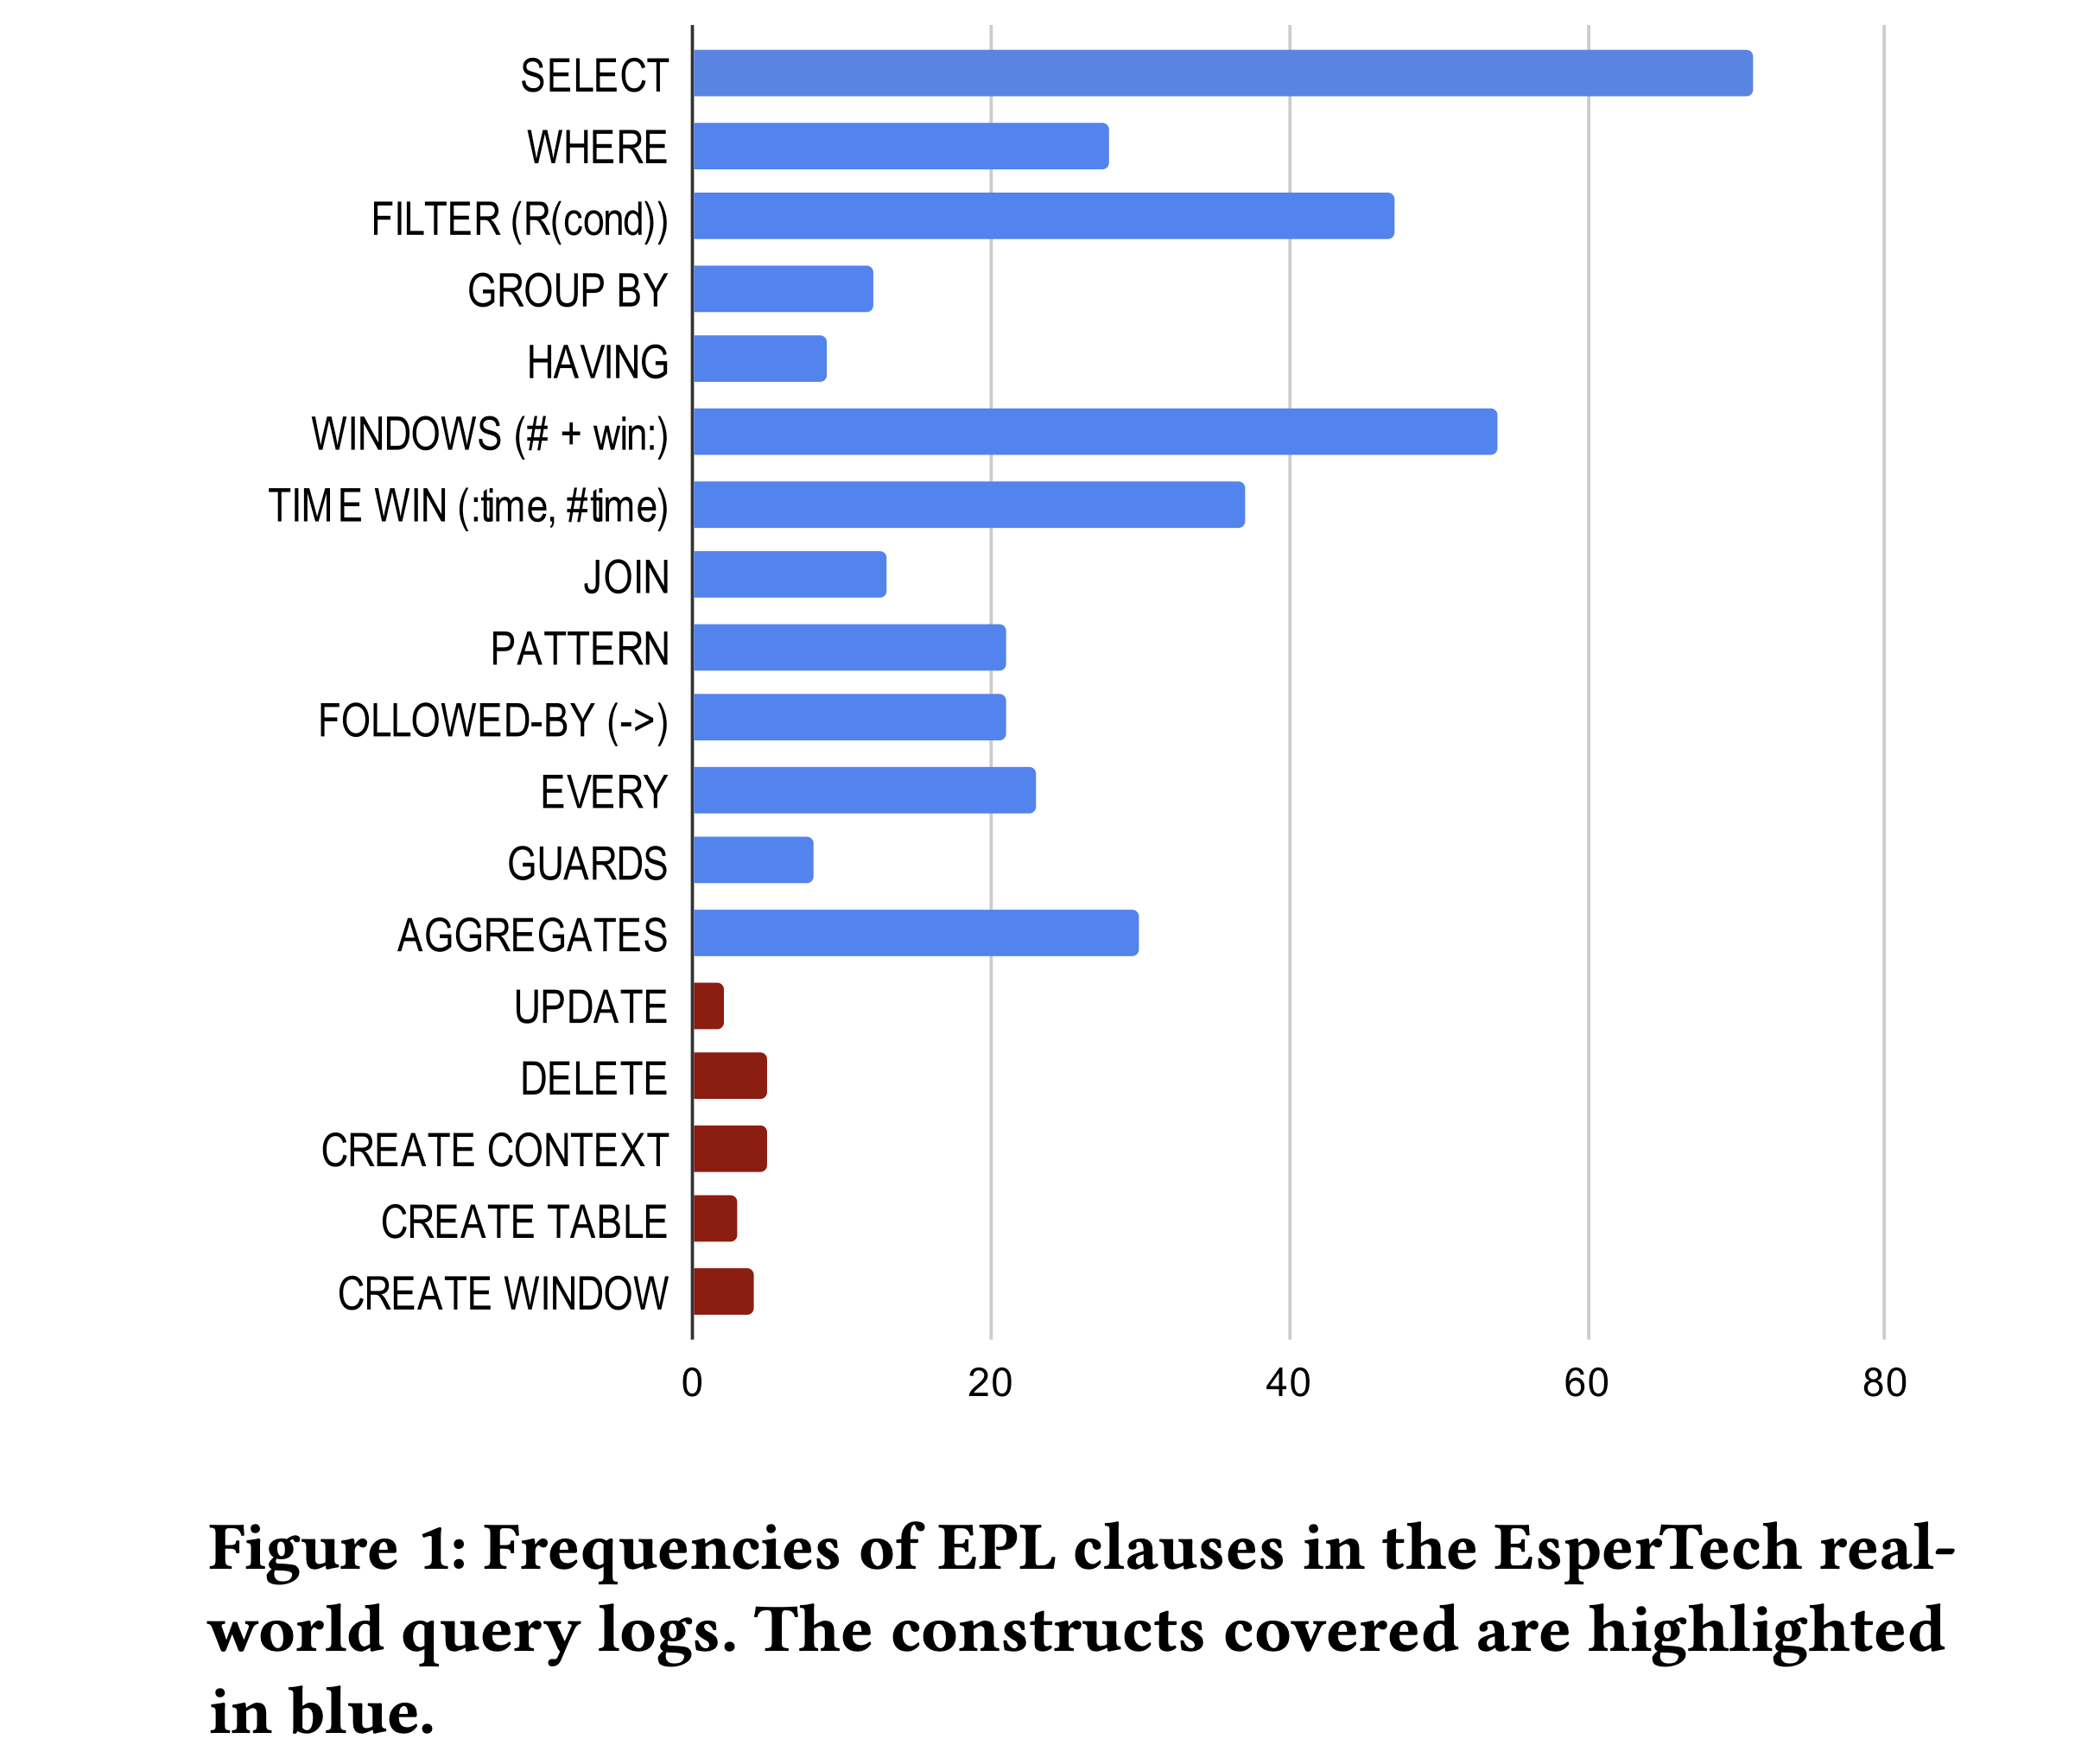 SELECT
WHERE
FILTER (R(cond))
GROUP BY
HAVING
WINDOWS (# + win:)
TIME WIN (:time, #time)
JOIN
PATTERN
FOLLOWED-BY (->)
EVERY
GUARDS
AGGREGATES
UPDATE
DELETE
CREATE CONTEXT
CREATE TABLE
CREATE WINDOW
0 20 40 60 80
Figure 1: Frequencies of EPL clauses in the EsperTech real-
world query logs. The constructs covered are highlighted
in blue.